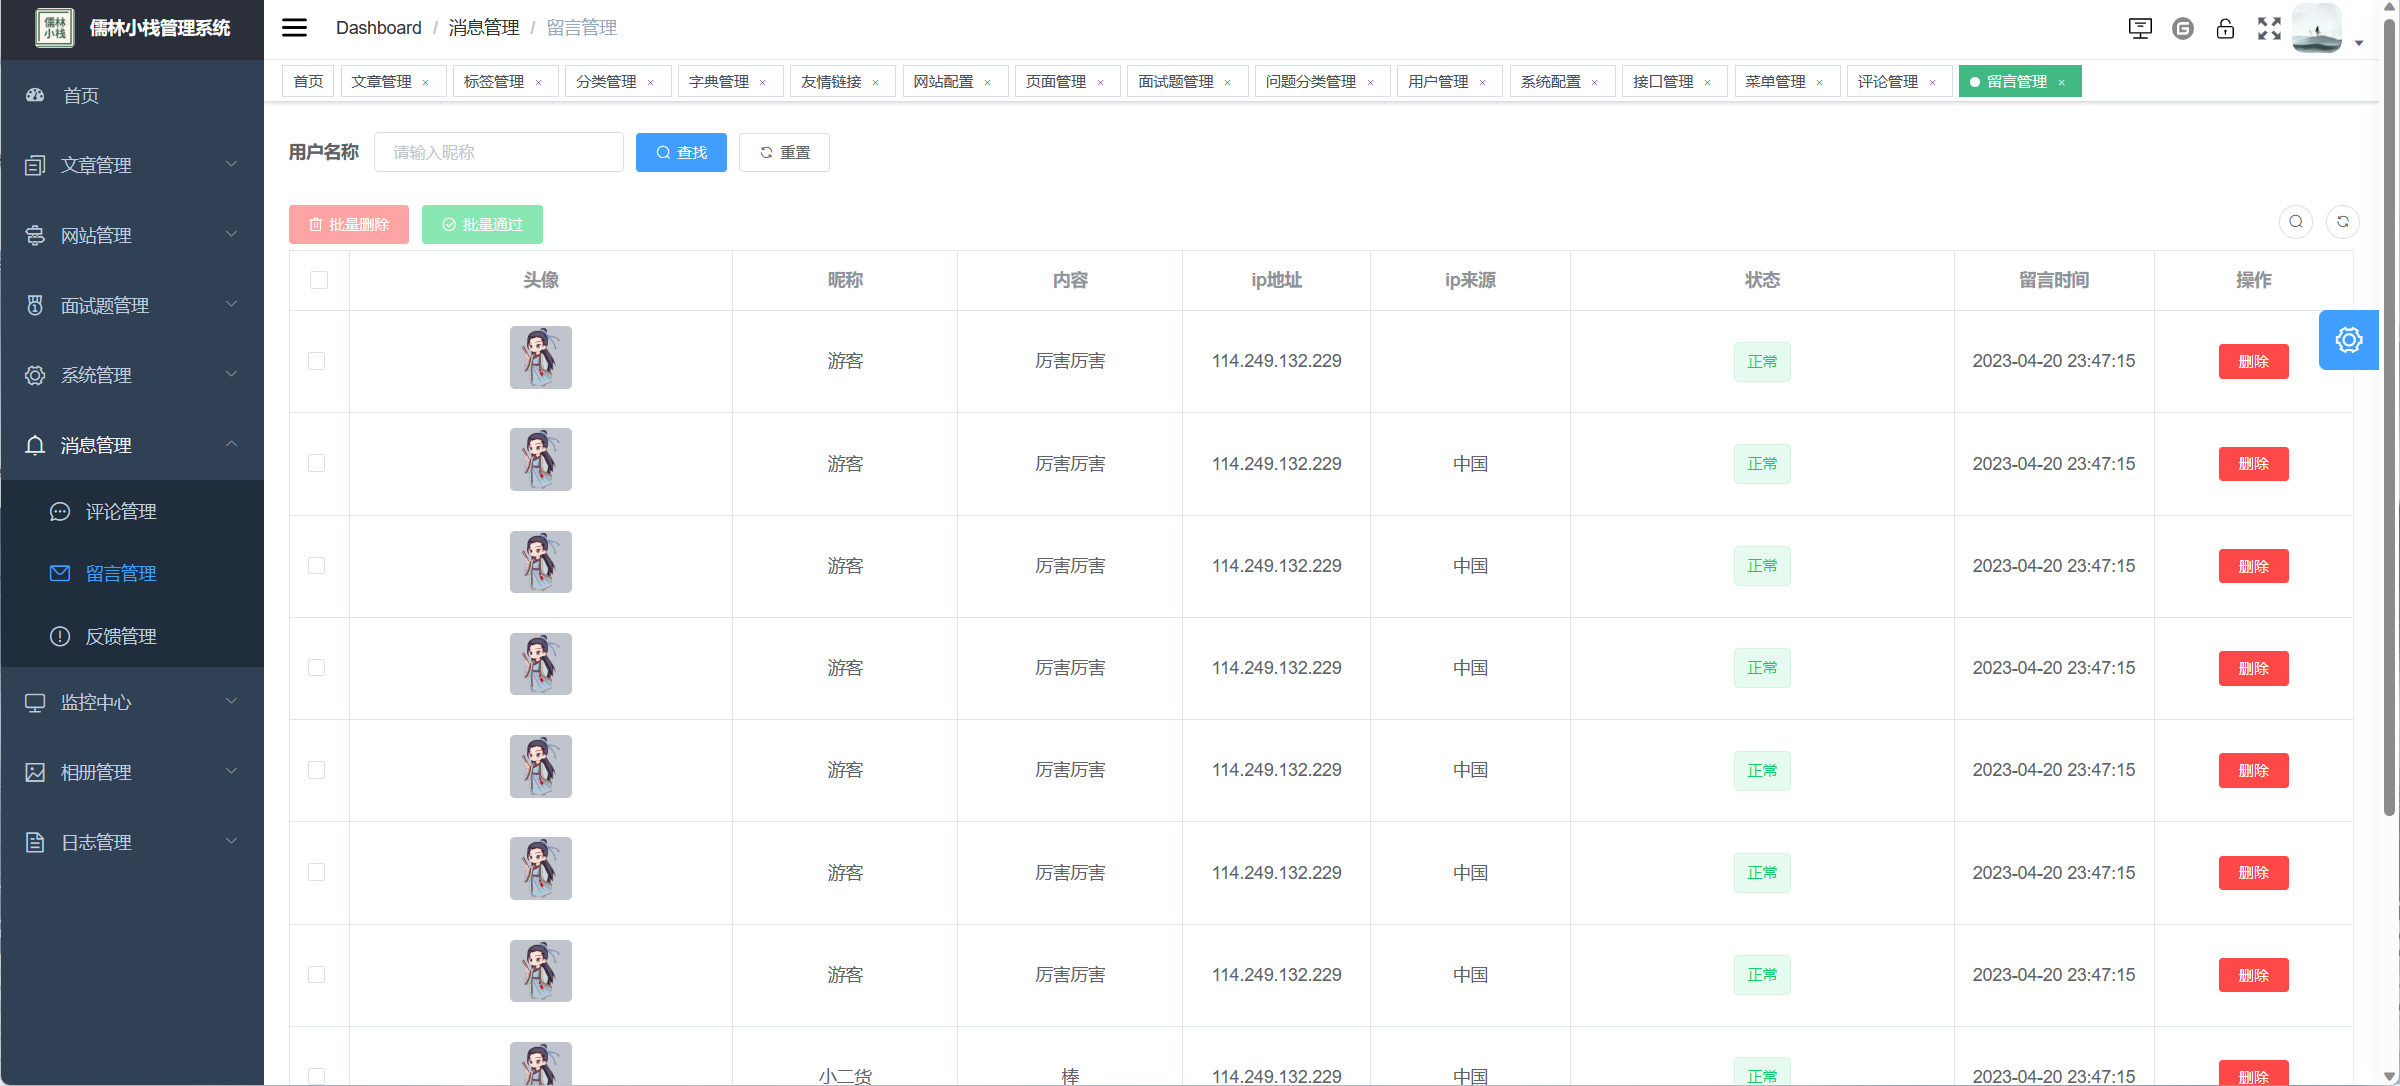 儒林小栈
儒林小栈管理系统
Dashboard / 消息管理 / 留言管理
首页 文章管理 × 标签管理 × 分类管理 × 字典管理 × 友情链接 × 网站配置 × 页面管理 × 面试题管理 × 问题分类管理 × 用户管理 × 系统配置 × 接口管理 × 菜单管理 × 评论管理 × 留言管理 ×
首页
文章管理
网站管理
面试题管理
系统管理
消息管理
评论管理
留言管理
反馈管理
监控中心
相册管理
日志管理
用户名称 请输入昵称 查找 重置
批量删除 批量通过
头像 昵称 内容 ip地址 ip来源 状态 留言时间 操作
游客 厉害厉害 114.249.132.229 正常 2023-04-20 23:47:15 删除
游客 厉害厉害 114.249.132.229 中国 正常 2023-04-20 23:47:15 删除
游客 厉害厉害 114.249.132.229 中国 正常 2023-04-20 23:47:15 删除
游客 厉害厉害 114.249.132.229 中国 正常 2023-04-20 23:47:15 删除
游客 厉害厉害 114.249.132.229 中国 正常 2023-04-20 23:47:15 删除
游客 厉害厉害 114.249.132.229 中国 正常 2023-04-20 23:47:15 删除
游客 厉害厉害 114.249.132.229 中国 正常 2023-04-20 23:47:15 删除
小二货 棒 114.249.132.229 中国 正常 2023-04-20 23:47:15 删除